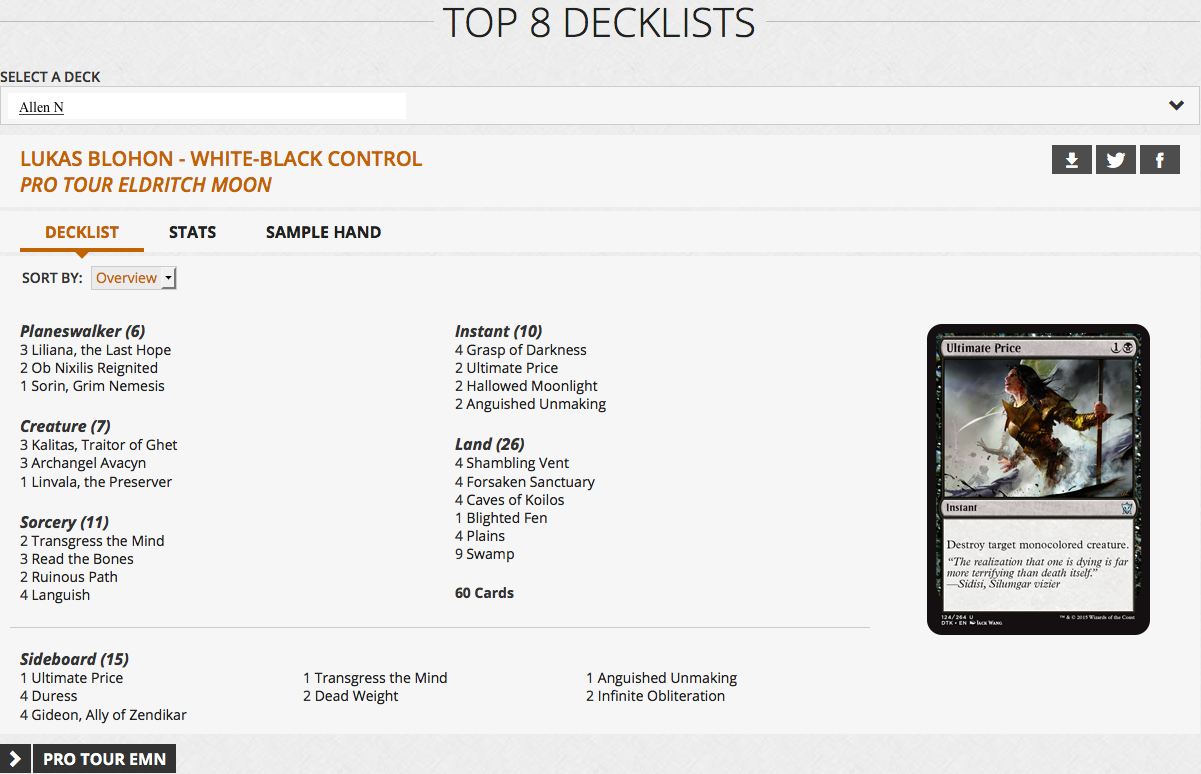 TOP 8 DECKLISTS
SELECT A DECK
Allen N
LUKAS BLOHON - WHITE-BLACK CONTROL
PRO TOUR ELDRITCH MOON
DECKLIST STATS SAMPLE HAND
SORT BY: Overview
Planeswalker (6)
3 Liliana, the Last Hope
2 Ob Nixilis Reignited
1 Sorin, Grim Nemesis
Creature (7)
3 Kalitas, Traitor of Ghet
3 Archangel Avacyn
1 Linvala, the Preserver
Sorcery (11)
2 Transgress the Mind
3 Read the Bones
2 Ruinous Path
4 Languish
Instant (10)
4 Grasp of Darkness
2 Ultimate Price
2 Hallowed Moonlight
2 Anguished Unmaking
Land (26)
4 Shambling Vent
4 Forsaken Sanctuary
4 Caves of Koilos
1 Blighted Fen
4 Plains
9 Swamp
60 Cards
Ultimate Price 1
Instant
Destroy target monocolored creature.
“The realization that one is dying is far
more terrifying than death itself.”
—Sidisi, Silumgar vizier
124/264 U
DTK • EN Jack Wang
™ & © 2015 Wizards of the Coast
Sideboard (15)
1 Ultimate Price
4 Duress
4 Gideon, Ally of Zendikar
1 Transgress the Mind
2 Dead Weight
1 Anguished Unmaking
2 Infinite Obliteration
PRO TOUR EMN